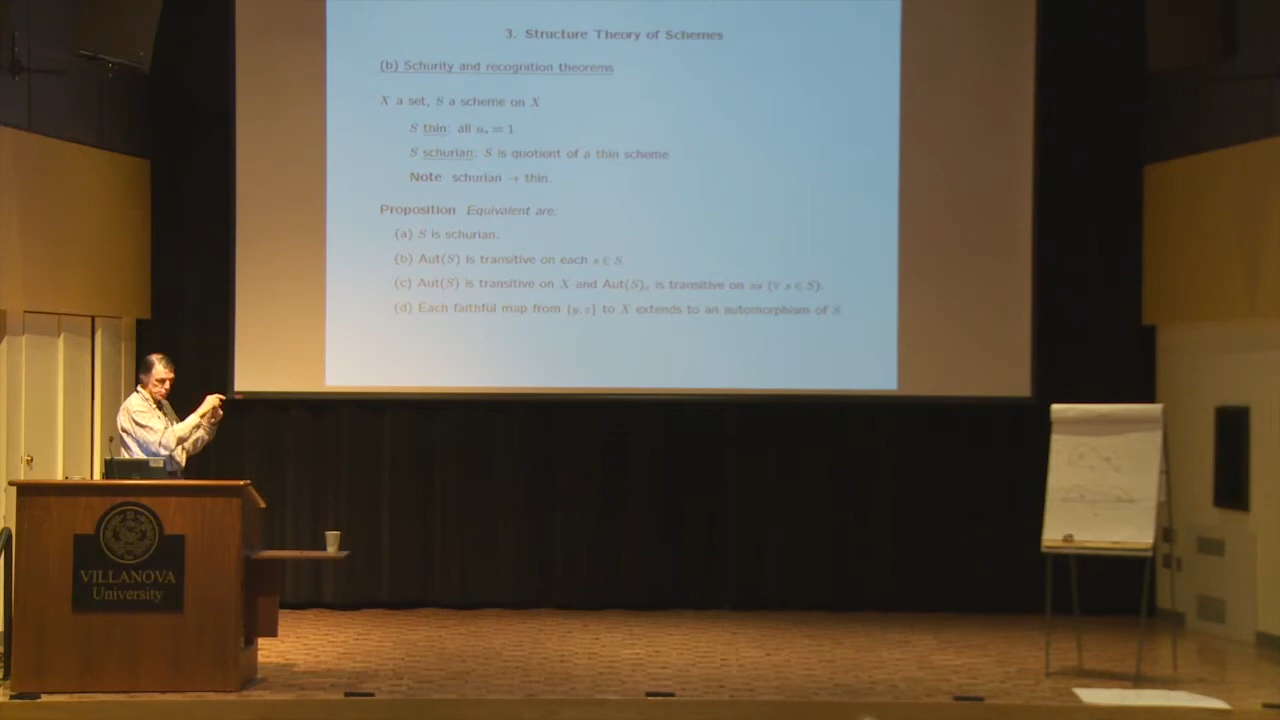 3. Structure Theory of Schemes
(b) Schurity and recognition theorems
X a set, S a scheme on X
S thin: all nₛ = 1
S schurian: S is quotient of a thin scheme
Note schurian → thin.
Proposition Equivalent are:
(a) S is schurian.
(b) Aut(S) is transitive on each s ∈ S
(c) Aut(S) is transitive on X and Aut(S)ₓ is transitive on xs (∀ s ∈ S).
(d) Each faithful map from {y, z} to X extends to an automorphism of S.
VILLANOVA
University